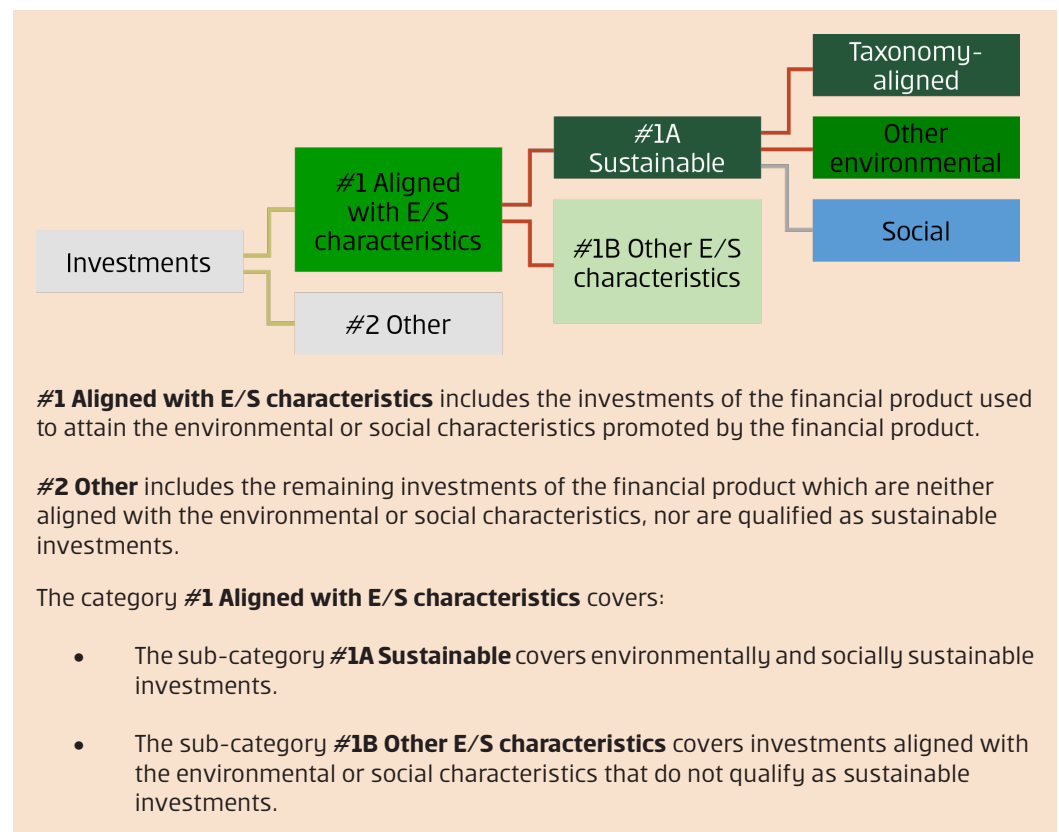 Taxonomy-
aligned
#1A
Sustainable
Other
environmental
#1 Aligned
with E/S
characteristics
Social
#1B Other E/S
characteristics
Investments
#2 Other
#1 Aligned with E/S characteristics includes the investments of the financial product used
to attain the environmental or social characteristics promoted by the financial product.
#2 Other includes the remaining investments of the financial product which are neither
aligned with the environmental or social characteristics, nor are qualified as sustainable
investments.
The category #1 Aligned with E/S characteristics covers:
• The sub-category #1A Sustainable covers environmentally and socially sustainable
investments.
• The sub-category #1B Other E/S characteristics covers investments aligned with
the environmental or social characteristics that do not qualify as sustainable
investments.